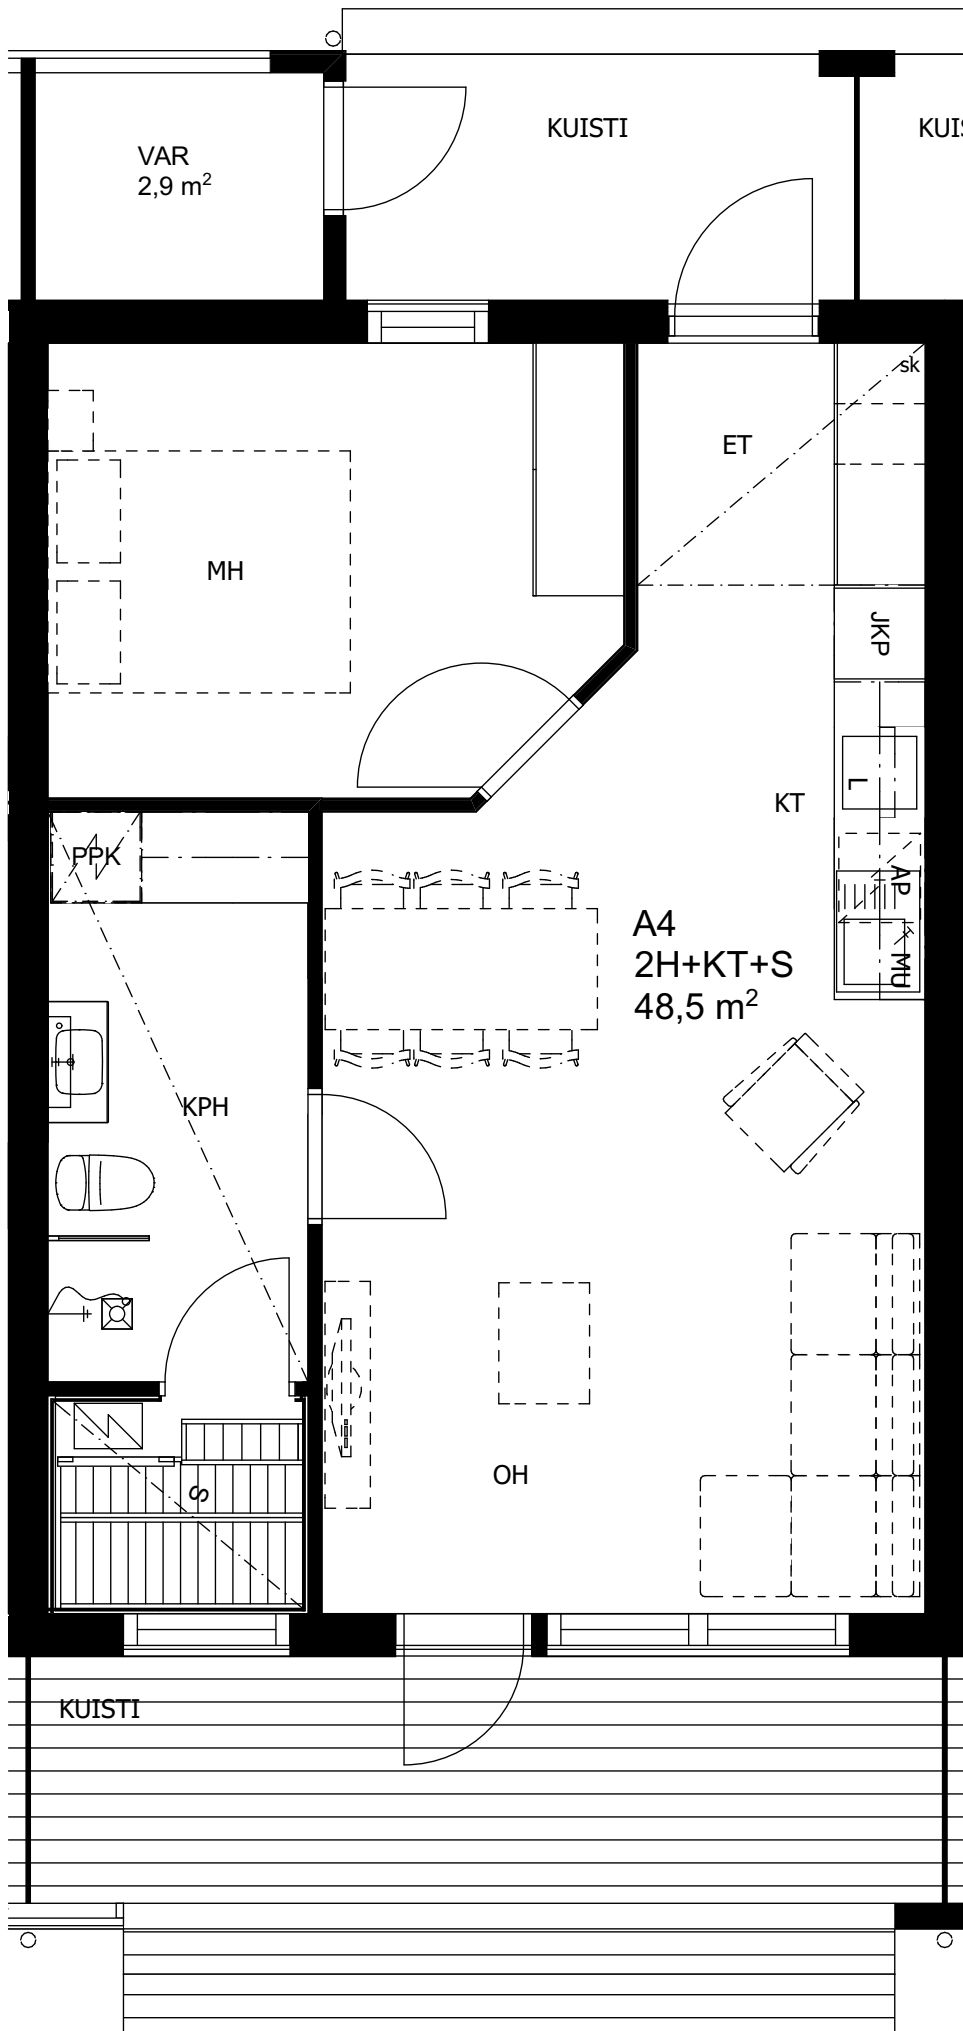 KUISTI
KUIS
VAR
2,9 m²
sk
ET
MH
JKP
L
KT
PPK
AP
A4
2H+KT+S
48,5 m²
MU
KPH
OH
S
KUISTI